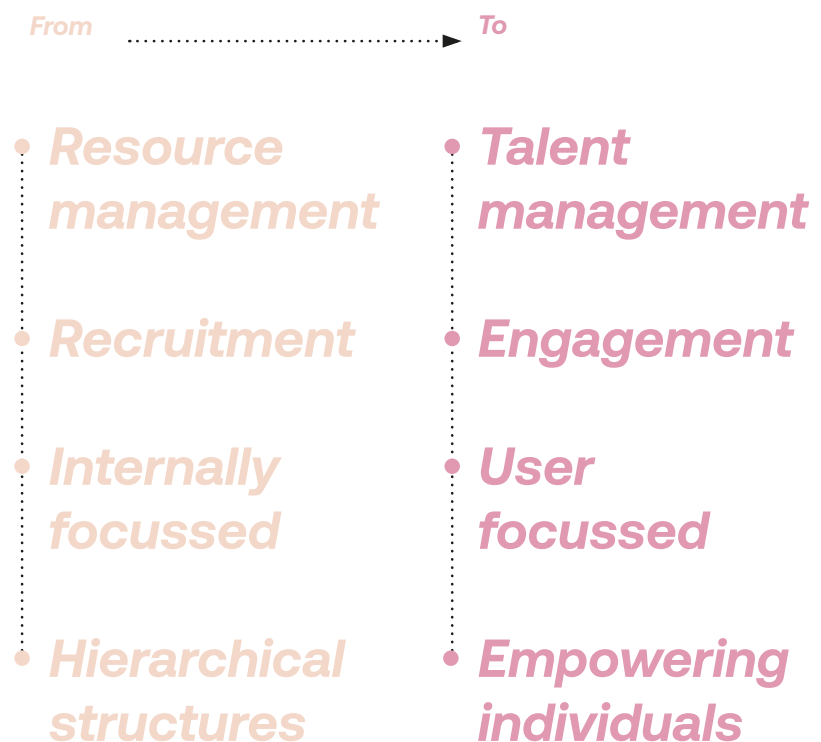 From
To
Resource
management
Recruitment
Internally
focussed
Hierarchical
structures
Talent
management
Engagement
User
focussed
Empowering
individuals